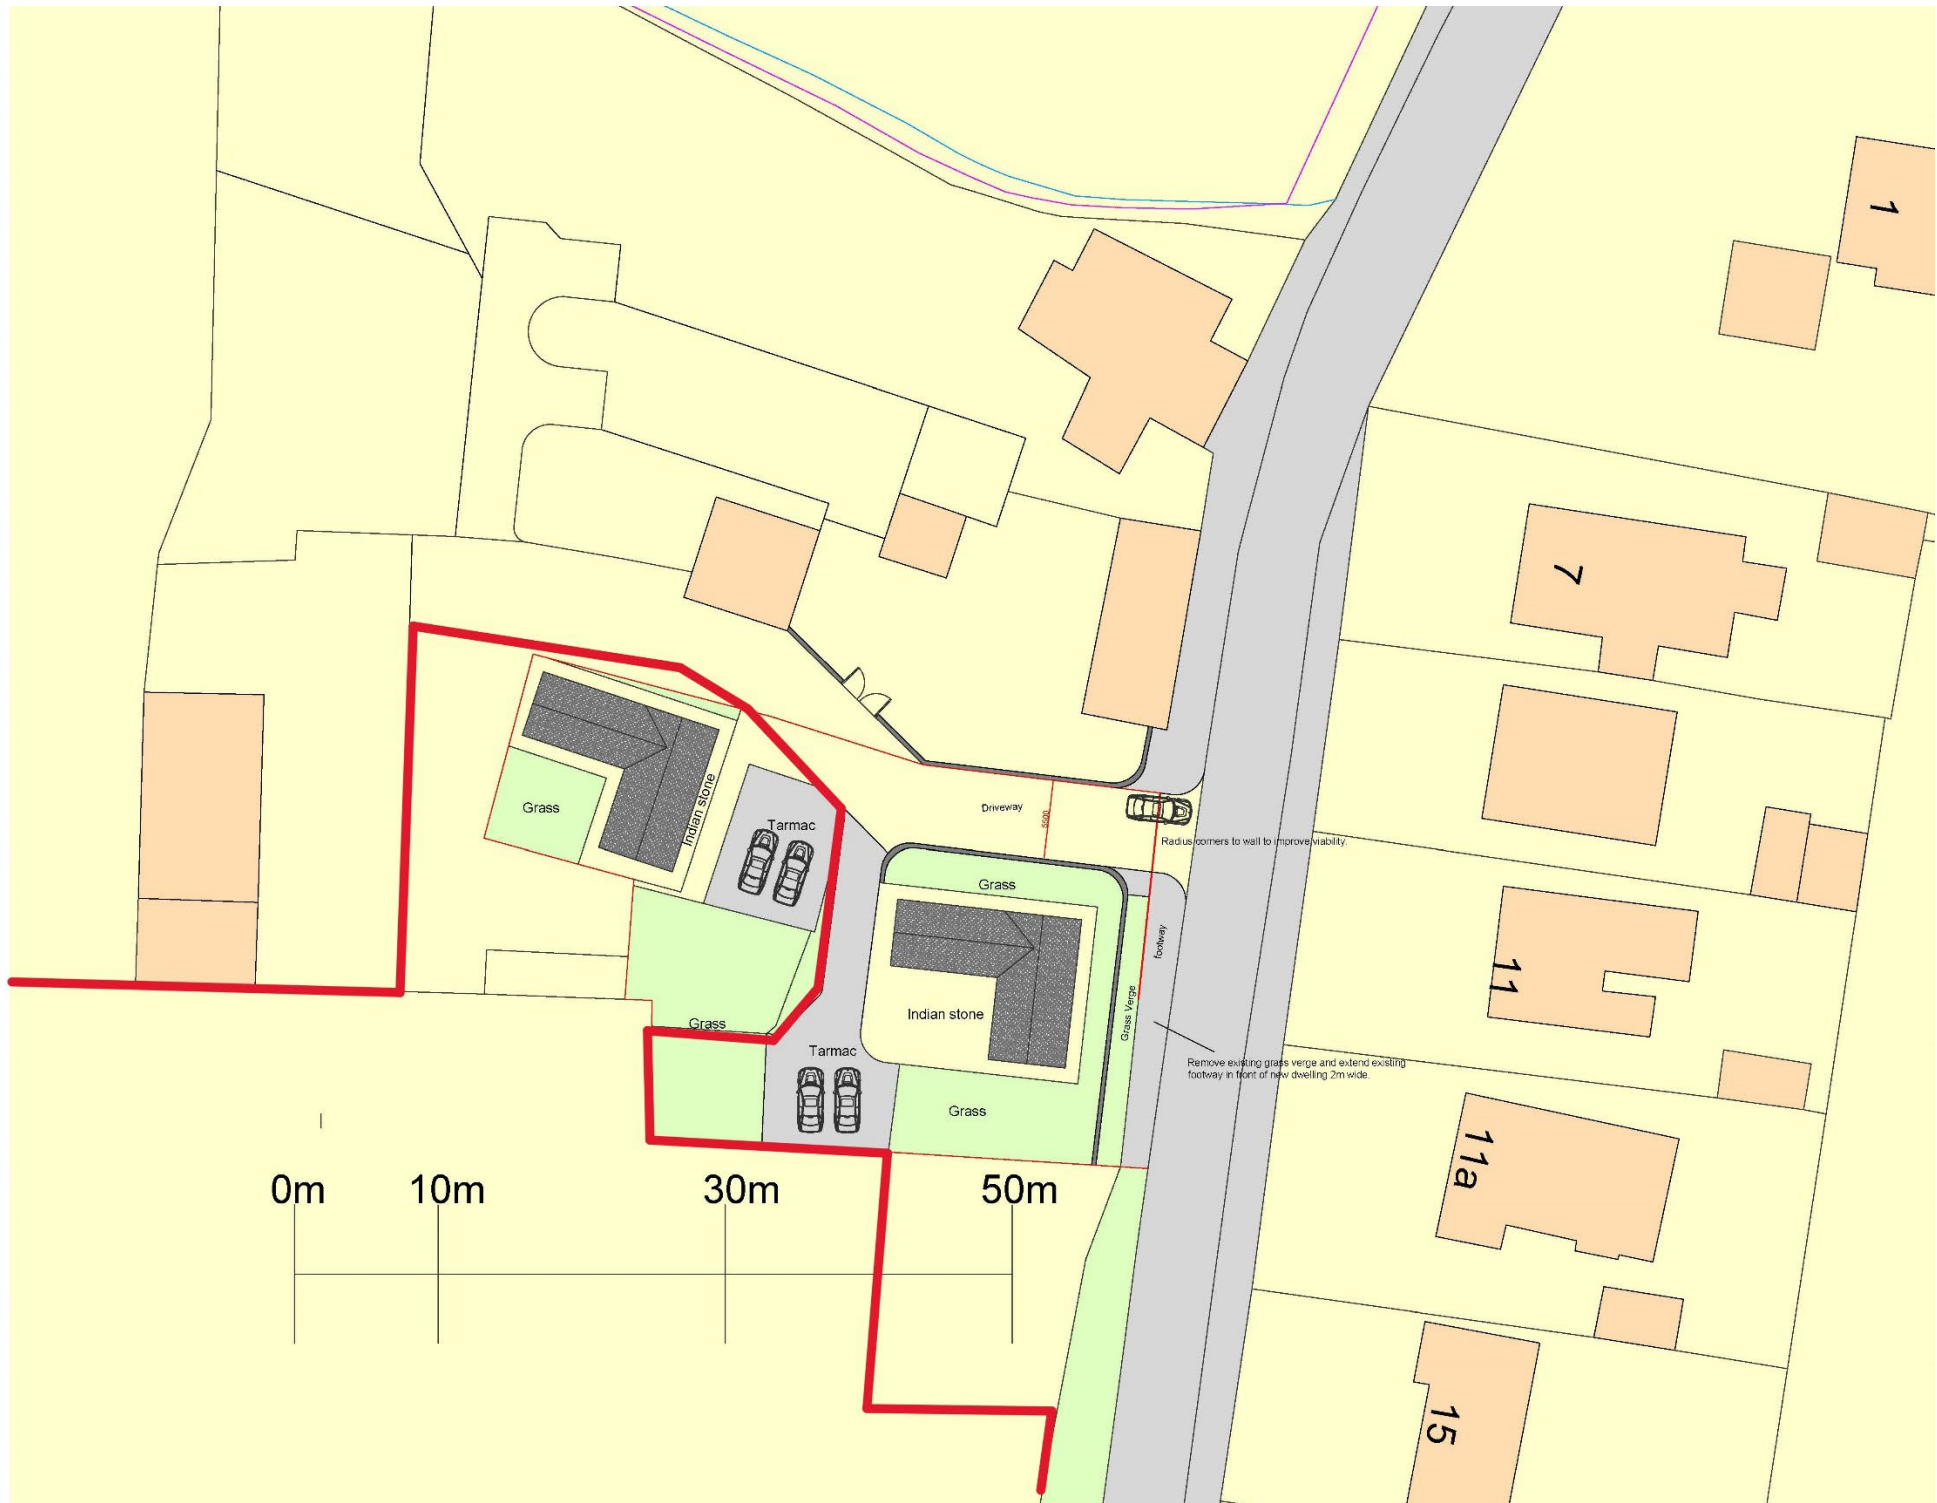 1
7
Grass
Indian stone
Tarmac
Driveway
5500
Radius corners to wall to improve viability.
Grass
footway
11
Indian stone
Grass Verge
Grass
Tarmac
Remove existing grass verge and extend existing
footway in front of new dwelling 2m wide.
Grass
11a
0m 10m 30m 50m
15